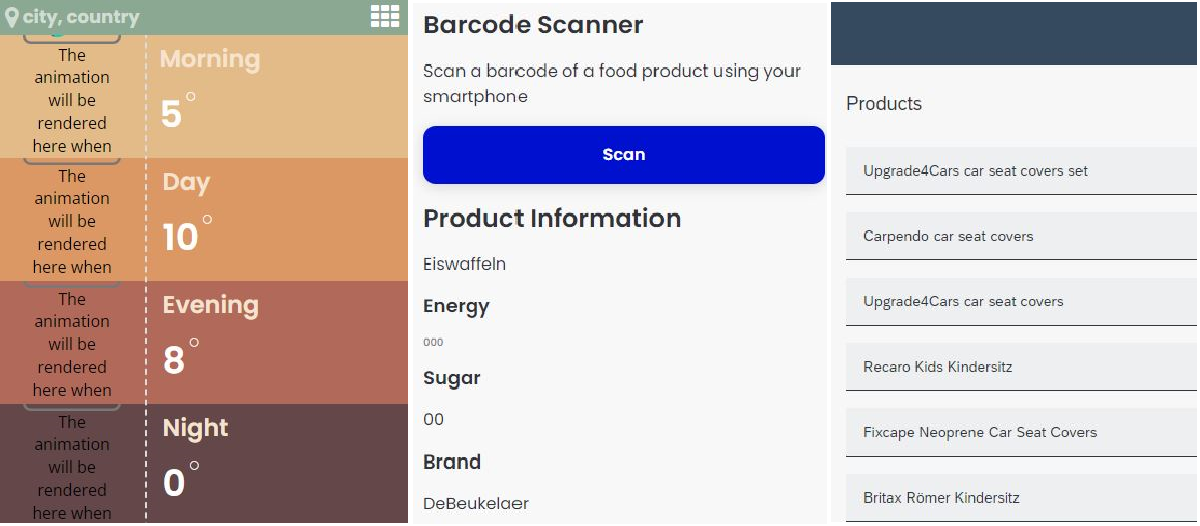 city, country
The
animation
will be
rendered
here when
Morning
5°
The
animation
will be
rendered
here when
Day
10°
The
animation
will be
rendered
here when
Evening
8°
The
animation
will be
rendered
here when
Night
0°
Barcode Scanner
Scan a barcode of a food product using your
smartphone
Scan
Product Information
Eiswaffeln
Energy
000
Sugar
00
Brand
DeBeukelaer
Products
Upgrade4Cars car seat covers set
Carpendo car seat covers
Upgrade4Cars car seat covers
Recaro Kids Kindersitz
Fixcape Neoprene Car Seat Covers
Britax Römer Kindersitz